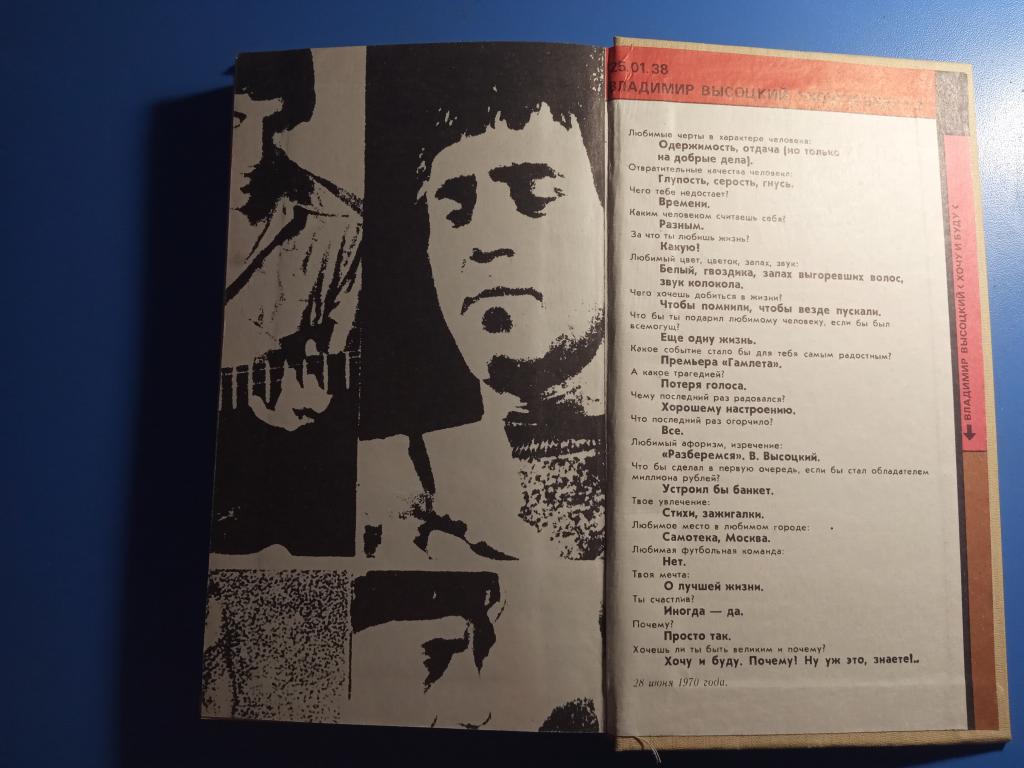 25.01.38
ВЛАДИМИР ВЫСОЦКИЙ
Любимые черты в характере человека:
Одержимость, отдача (но только
на добрые дела).
Отвратительные качества человека:
Глупость, серость, гнусь.
Чего тебе недостает?
Времени.
Каким человеком считаешь себя?
Разным.
За что ты любишь жизнь?
Какую!
Любимый цвет, цветок, запах, звук:
Белый, гвоздика, запах выгоревших волос,
звук колокола.
Чего хочешь добиться в жизни?
Чтобы помнили, чтобы везде пускали.
Что бы ты подарил любимому человеку, если бы был
всемогущ?
Еще одну жизнь.
Какое событие стало бы для тебя самым радостным?
Премьера «Гамлета».
А какое трагедией?
Потеря голоса.
Чему последний раз радовался?
Хорошему настроению.
Что последний раз огорчило?
Все.
Любимый афоризм, изречение:
«Разберемся». В. Высоцкий.
Что бы сделал в первую очередь, если бы стал обладателем
миллиона рублей?
Устроил бы банкет.
Твое увлечение:
Стихи, зажигалки.
Любимое место в любимом городе:
Самотека, Москва.
Любимая футбольная команда:
Нет.
Твоя мечта:
О лучшей жизни.
Ты счастлив?
Иногда — да.
Почему?
Просто так.
Хочешь ли ты быть великим и почему?
Хочу и буду. Почему! Ну уж это, знаете!..
28 июня 1970 года.
ВЛАДИМИР ВЫСОЦКИЙ < ХОЧУ И БУДУ <